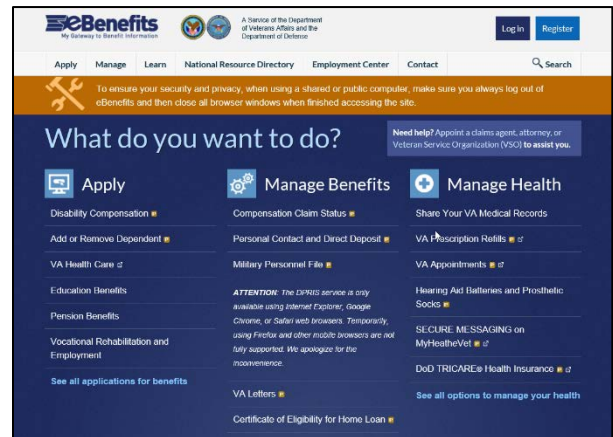 eBenefits
My Gateway to Benefit Information
A Service of the Department
of Veterans Affairs and the
Department of Defense
Log In
Register
Apply Manage Learn National Resource Directory Employment Center Contact Search
To ensure your security and privacy, when using a shared or public computer, make sure you always log out of
eBenefits and then close all browser windows when finished accessing the site.
What do you want to do?
Need help? Appoint a claims agent, attorney, or
Veteran Service Organization (VSO) to assist you.
Apply
Disability Compensation
Add or Remove Dependent
VA Health Care
Education Benefits
Pension Benefits
Vocational Rehabilitation and
Employment
See all applications for benefits
Manage Benefits
Compensation Claim Status
Personal Contact and Direct Deposit
Military Personnel File
ATTENTION: The DPRIS service is only
available using Internet Explorer, Google
Chrome, or Safari web browsers. Temporarily,
using Firefox and other mobile browsers are not
fully supported. We apologize for the
inconvenience.
VA Letters
Certificate of Eligibility for Home Loan
Manage Health
Share Your VA Medical Records
VA Prescription Refills
VA Appointments
Hearing Aid Batteries and Prosthetic
Socks
SECURE MESSAGING on
MyHeatheVet
DoD TRICARE® Health Insurance
See all options to manage your health